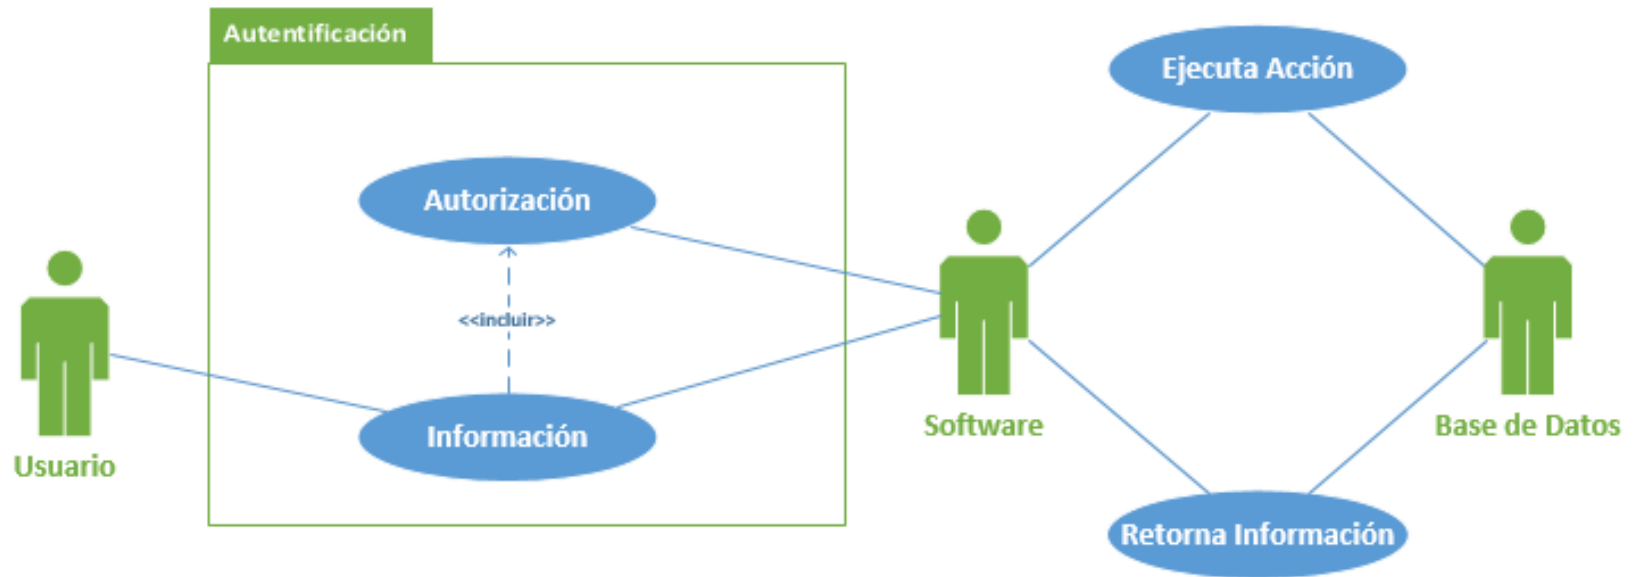 Autentificación
Ejecuta Acción
Autorización
<<incluir>>
Información
Usuario
Software
Base de Datos
Retorna Información